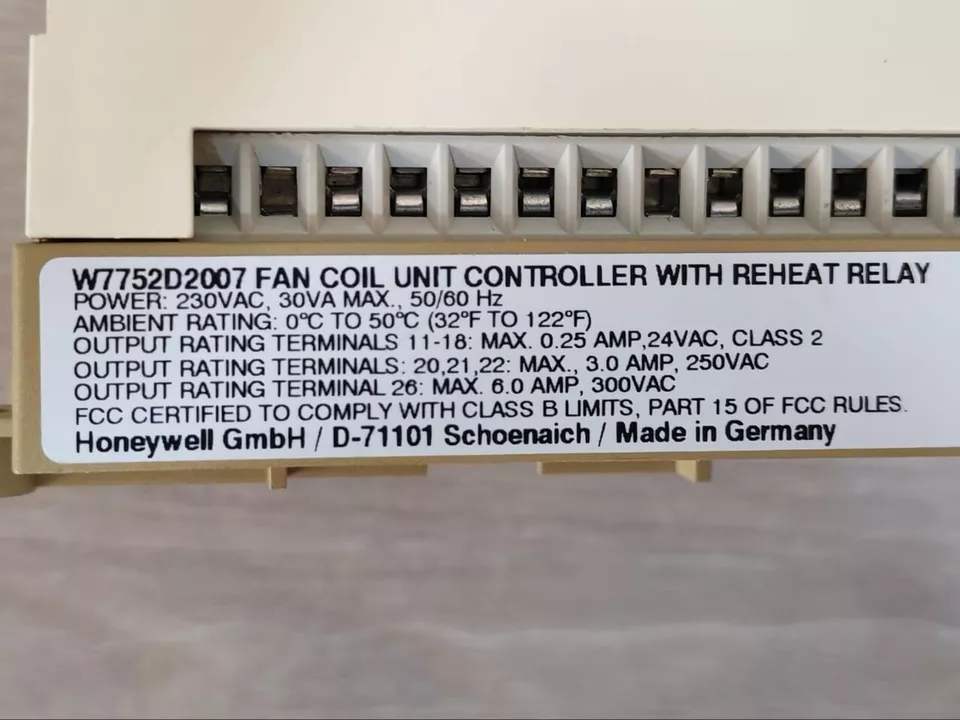 W7752D2007 FAN COIL UNIT CONTROLLER WITH REHEAT RELAY
POWER: 230VAC, 30VA MAX., 50/60 Hz
AMBIENT RATING: 0°C TO 50°C (32°F TO 122°F)
OUTPUT RATING TERMINALS 11-18: MAX. 0.25 AMP,24VAC, CLASS 2
OUTPUT RATING TERMINALS: 20,21,22: MAX., 3.0 AMP, 250VAC
OUTPUT RATING TERMINAL 26: MAX. 6.0 AMP, 300VAC
FCC CERTIFIED TO COMPLY WITH CLASS B LIMITS, PART 15 OF FCC RULES.
Honeywell GmbH / D-71101 Schoenaich / Made in Germany